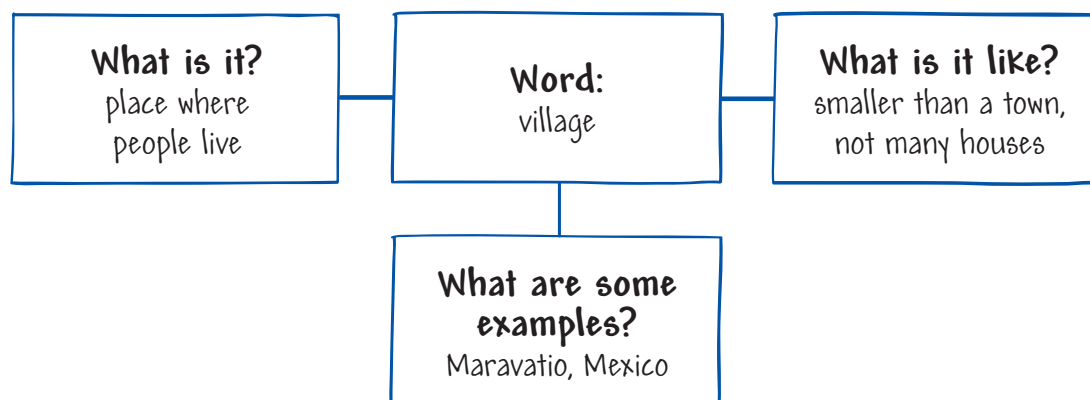 What is it?
place where
people live
Word:
village
What is it like?
smaller than a town,
not many houses
What are some
examples?
Maravatio, Mexico